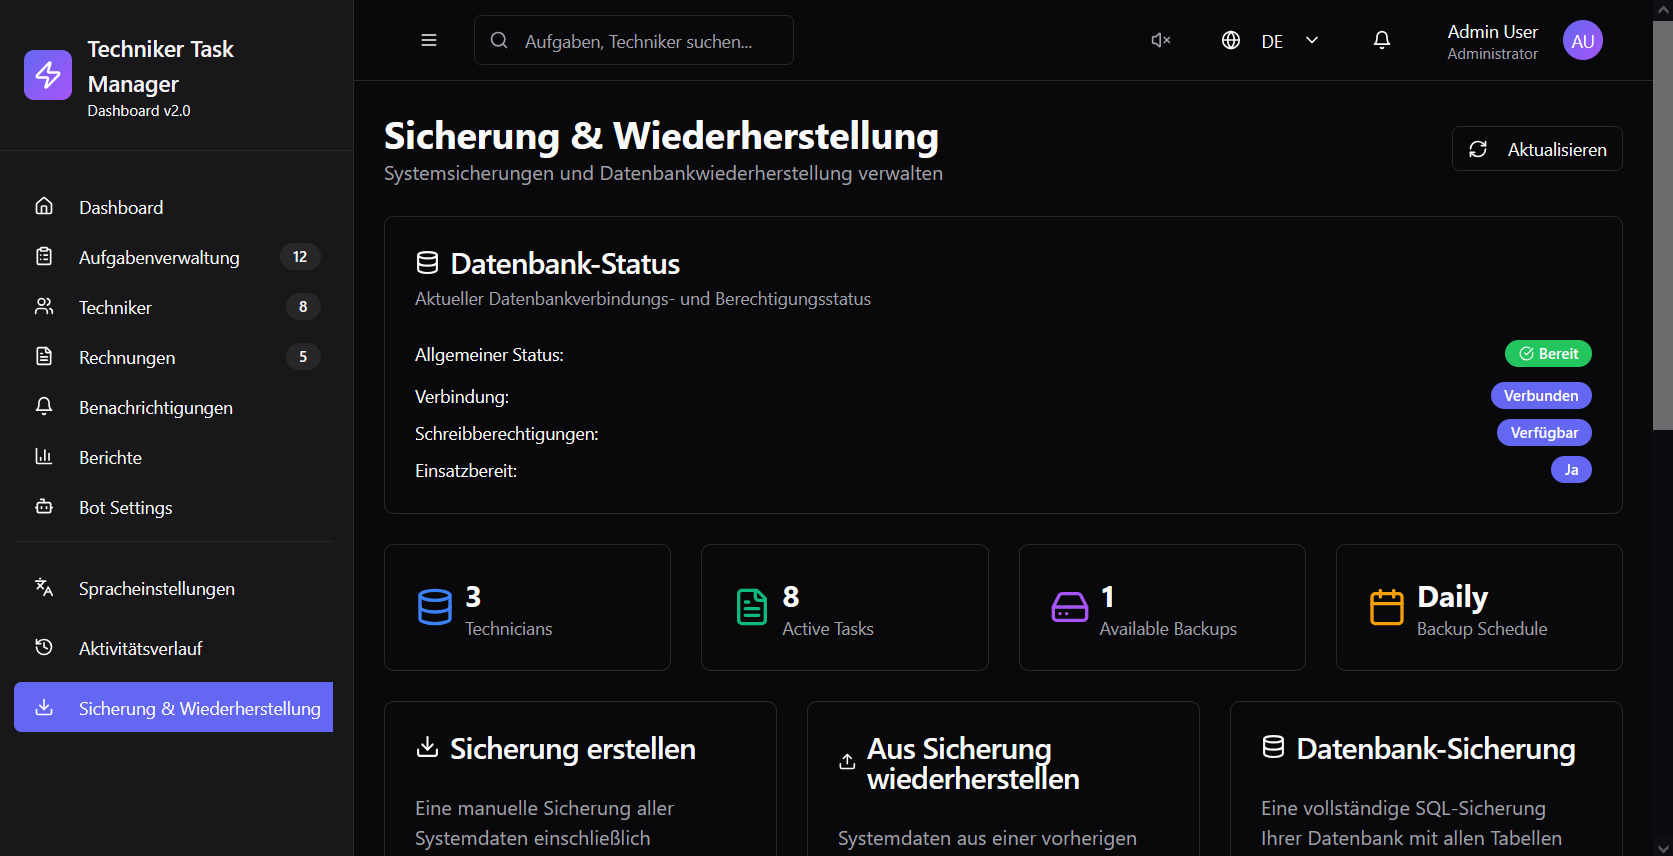 Techniker Task
Manager
Dashboard v2.0
Dashboard
Aufgabenverwaltung 12
Techniker 8
Rechnungen 5
Benachrichtigungen
Berichte
Bot Settings
Spracheinstellungen
Aktivitätsverlauf
Sicherung & Wiederherstellung
Aufgaben, Techniker suchen...
DE
Admin User
Administrator
AU
Sicherung & Wiederherstellung
Systemsicherungen und Datenbankwiederherstellung verwalten
Aktualisieren
Datenbank-Status
Aktueller Datenbankverbindungs- und Berechtigungsstatus
Allgemeiner Status: Bereit
Verbindung: Verbunden
Schreibberechtigungen: Verfügbar
Einsatzbereit: Ja
3
Technicians
8
Active Tasks
1
Available Backups
Daily
Backup Schedule
Sicherung erstellen
Eine manuelle Sicherung aller
Systemdaten einschließlich
Aus Sicherung
wiederherstellen
Systemdaten aus einer vorherigen
Datenbank-Sicherung
Eine vollständige SQL-Sicherung
Ihrer Datenbank mit allen Tabellen